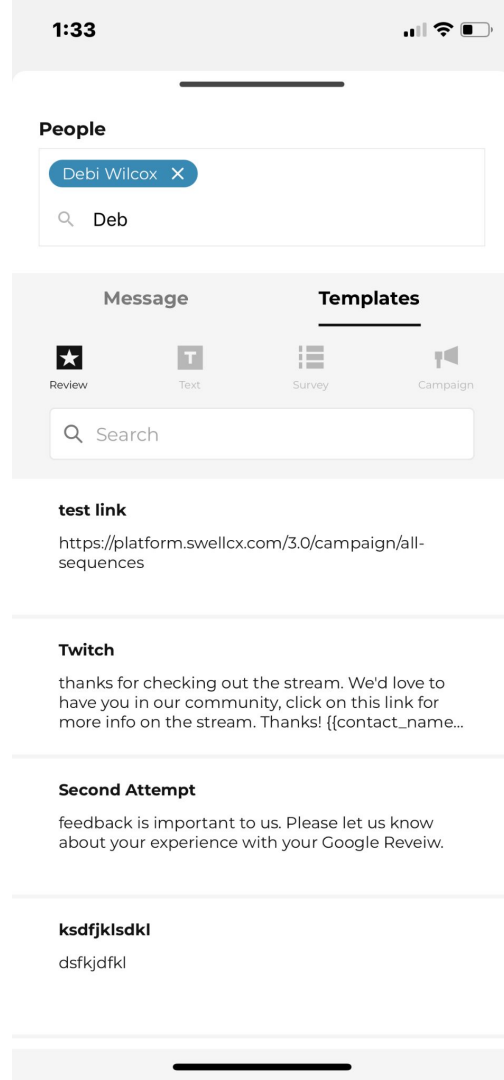 1:33
People
Debi Wilcox X
Deb
Message Templates
T
Review Text Survey Campaign
Search
test link
https://platform.swellcx.com/3.0/campaign/all-
sequences
Twitch
thanks for checking out the stream. We'd love to
have you in our community, click on this link for
more info on the stream. Thanks! {{contact_name...
Second Attempt
feedback is important to us. Please let us know
about your experience with your Google Reveiw.
ksdfjklsdkl
dsfkjdfkl